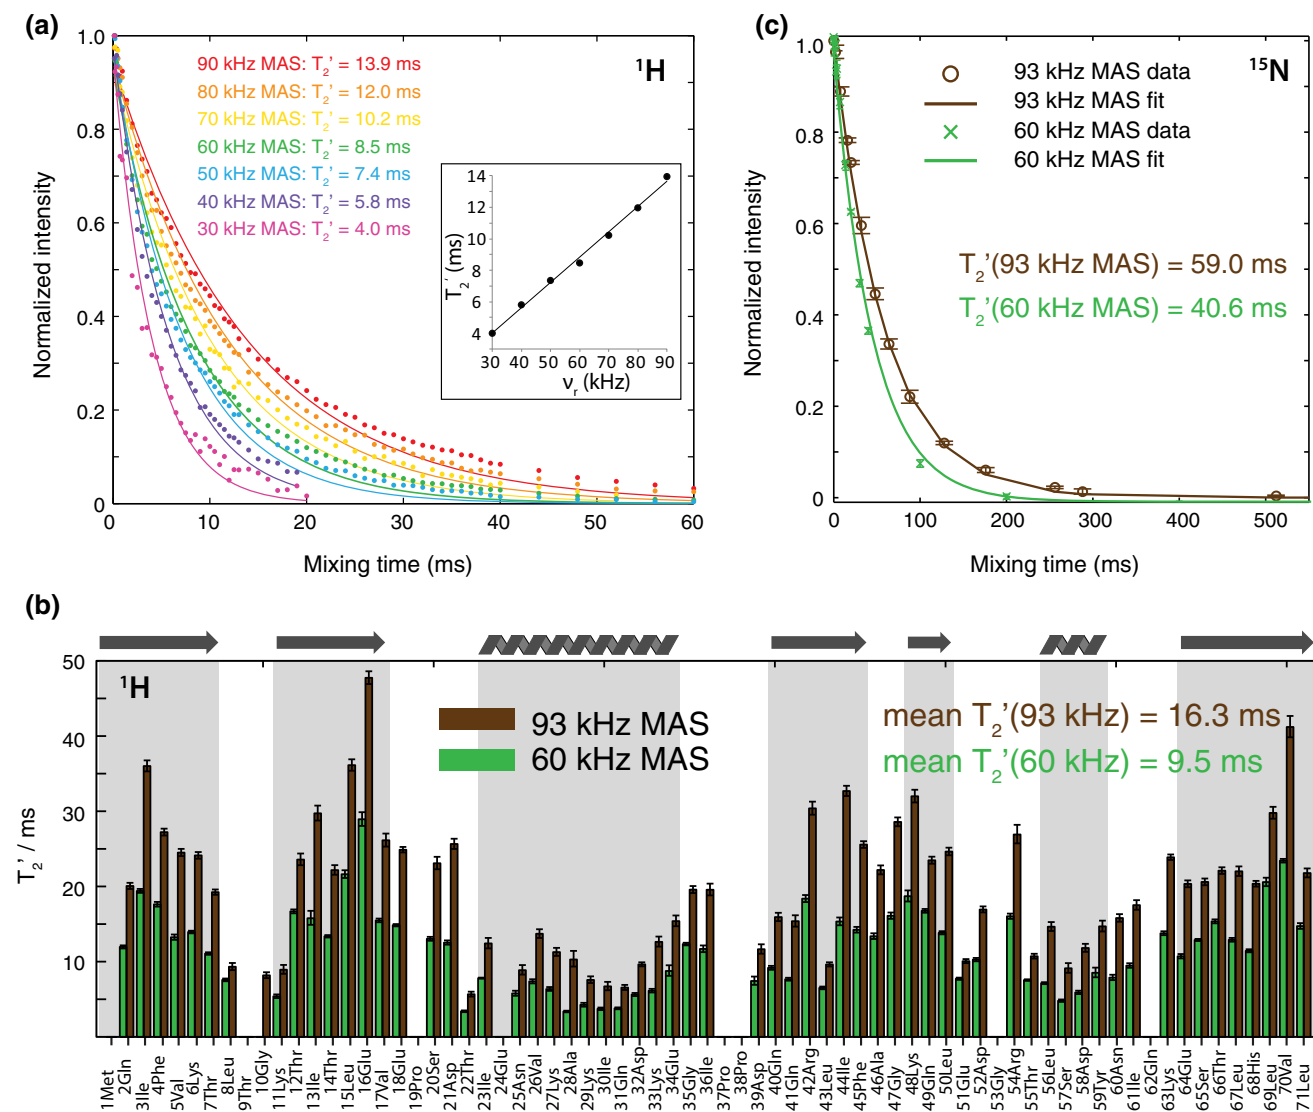 (a)
1.0
0.8
0.6
0.4
0.2
0
Normalized intensity
90 kHz MAS: T2' = 13.9 ms
80 kHz MAS: T2' = 12.0 ms
70 kHz MAS: T2' = 10.2 ms
60 kHz MAS: T2' = 8.5 ms
50 kHz MAS: T2' = 7.4 ms
40 kHz MAS: T2' = 5.8 ms
30 kHz MAS: T2' = 4.0 ms
¹H
14
12
10
8
6
4
T2' (ms)
30 40 50 60 70 80 90
νr (kHz)
0 10 20 30 40 50 60
Mixing time (ms)
(c)
1.0
0.8
0.6
0.4
0.2
0
Normalized intensity
¹⁵N
93 kHz MAS data
93 kHz MAS fit
60 kHz MAS data
60 kHz MAS fit
T2'(93 kHz MAS) = 59.0 ms
T2'(60 kHz MAS) = 40.6 ms
0 100 200 300 400 500
Mixing time (ms)
(b)
50
40
30
20
10
T2' / ms
¹H
93 kHz MAS
60 kHz MAS
mean T2'(93 kHz) = 16.3 ms
mean T2'(60 kHz) = 9.5 ms
1Met
2Gln
3Ile
4Phe
5Val
6Lys
7Thr
8Leu
9Thr
10Gly
11Lys
12Thr
13Ile
14Thr
15Leu
16Glu
17Val
18Glu
19Pro
20Ser
21Asp
22Thr
23Ile
24Glu
25Asn
26Val
27Lys
28Ala
29Lys
30Ile
31Gln
32Asp
33Lys
34Glu
35Gly
36Ile
37Pro
38Pro
39Asp
40Gln
41Gln
42Arg
43Leu
44Ile
45Phe
46Ala
47Gly
48Lys
49Gln
50Leu
51Glu
52Asp
53Gly
54Arg
55Thr
56Leu
57Ser
58Asp
59Tyr
60Asn
61Ile
62Gln
63Lys
64Glu
65Ser
66Thr
67Leu
68His
69Leu
70Val
71Leu